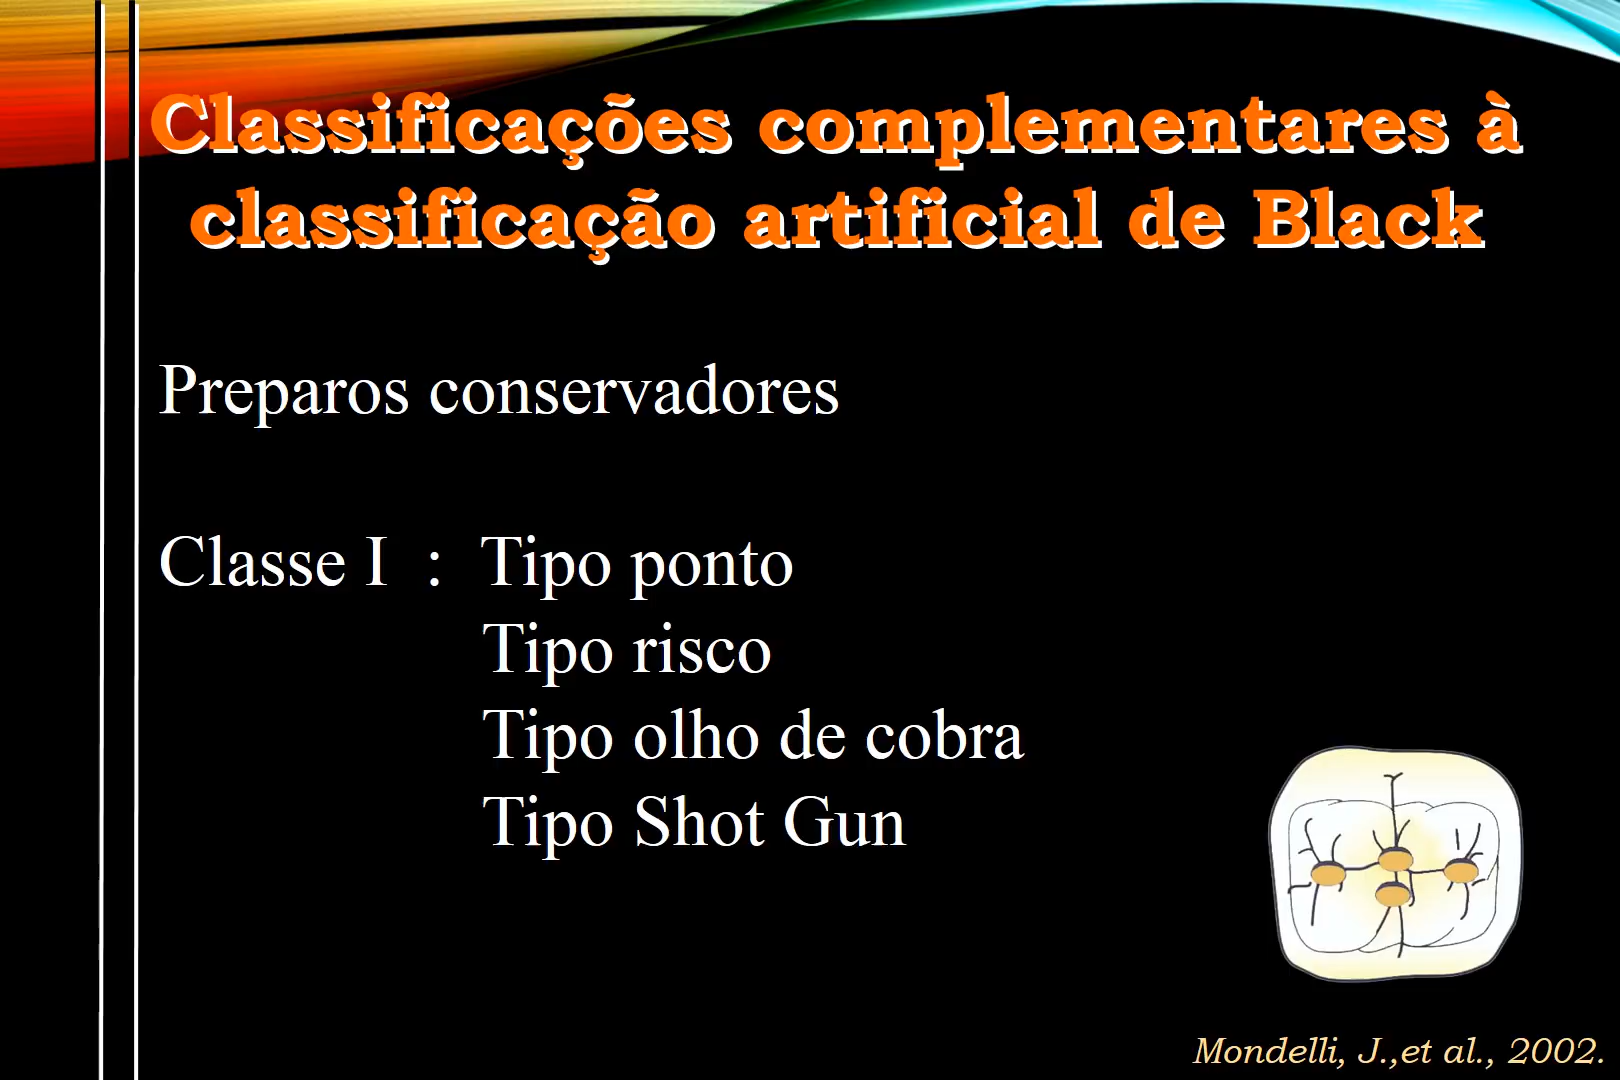 Classificações complementares à
classificação artificial de Black
Preparos conservadores
Classe I : Tipo ponto
Tipo risco
Tipo olho de cobra
Tipo Shot Gun
Mondelli, J.,et al., 2002.